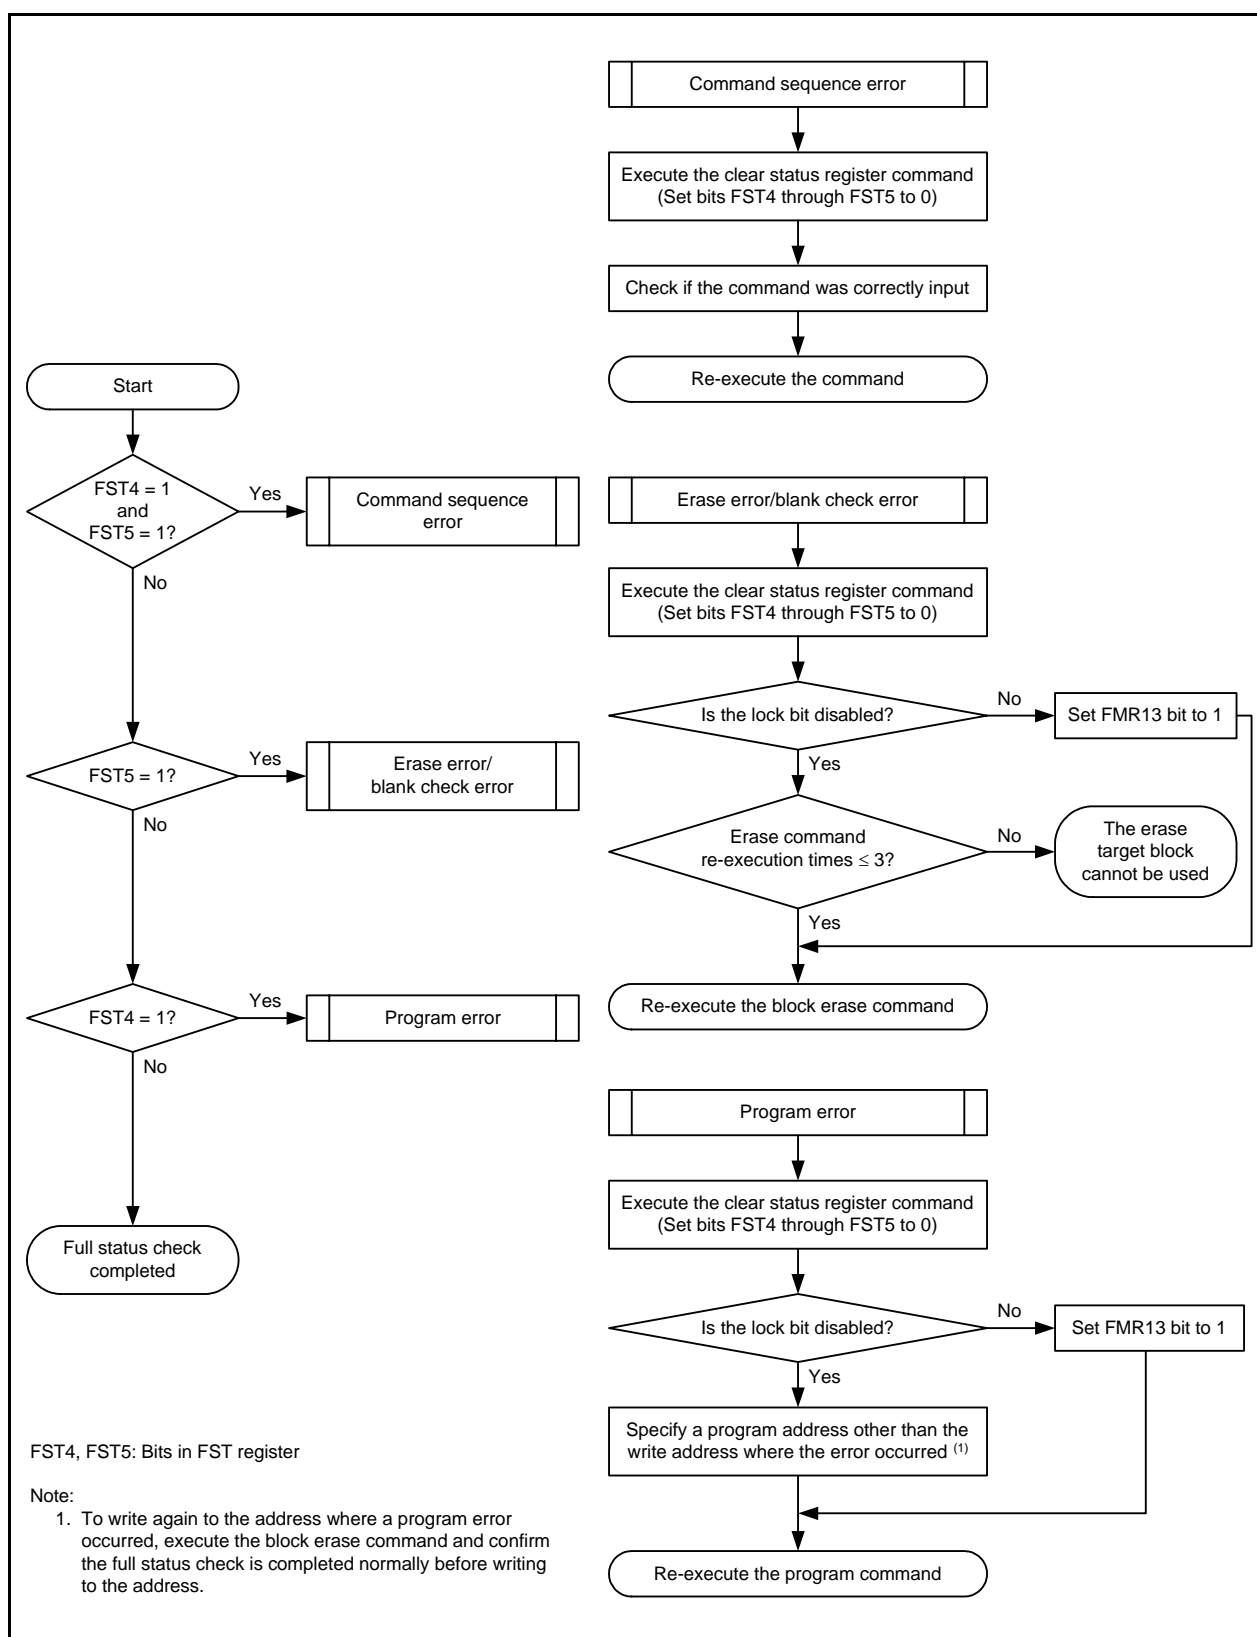 Command sequence error
Execute the clear status register command
(Set bits FST4 through FST5 to 0)
Check if the command was correctly input
Re-execute the command
Start
FST4 = 1
and
FST5 = 1?
Yes
Command sequence
error
No
FST5 = 1?
Yes
Erase error/
blank check error
No
FST4 = 1?
Yes
Program error
No
Full status check
completed
Erase error/blank check error
Execute the clear status register command
(Set bits FST4 through FST5 to 0)
Is the lock bit disabled?
No
Set FMR13 bit to 1
Yes
Erase command
re-execution times ≤ 3?
No
The erase
target block
cannot be used
Yes
Re-execute the block erase command
Program error
Execute the clear status register command
(Set bits FST4 through FST5 to 0)
Is the lock bit disabled?
No
Set FMR13 bit to 1
Yes
Specify a program address other than the
write address where the error occurred (1)
Re-execute the program command
FST4, FST5: Bits in FST register
Note:
1. To write again to the address where a program error
occurred, execute the block erase command and confirm
the full status check is completed normally before writing
to the address.